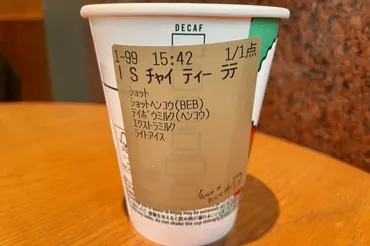 DECAF
1-99 15:42 1/1点
I S チャイ ティー ラテ
ショット
ショットヘンコウ(BEB)
テイボウミルク(ヘンコウ)
エクストラミルク
ライトアイス